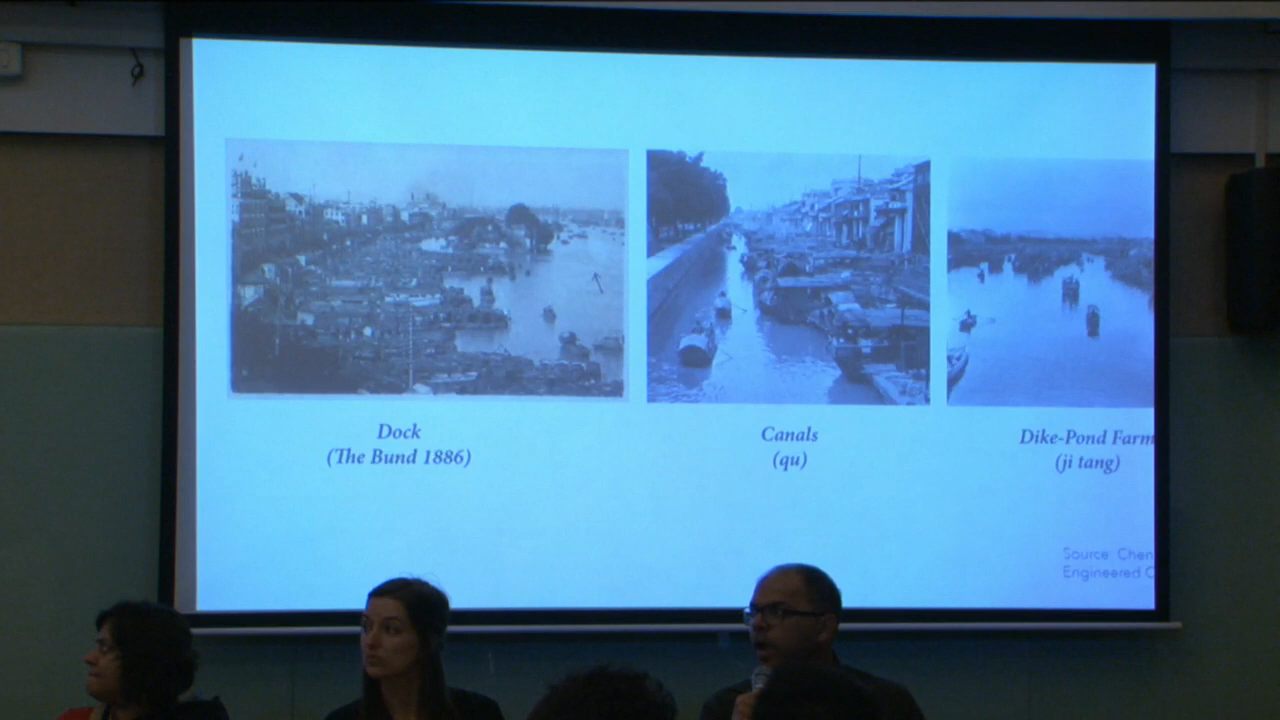 Dock
(The Bund 1886)
Canals
(qu)
Dike-Pond Farm
(ji tang)
Source: Chen
Engineered C